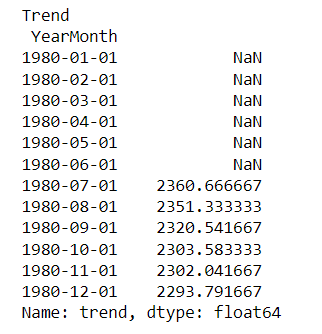 Trend
YearMonth
1980-01-01 NaN
1980-02-01 NaN
1980-03-01 NaN
1980-04-01 NaN
1980-05-01 NaN
1980-06-01 NaN
1980-07-01 2360.666667
1980-08-01 2351.333333
1980-09-01 2320.541667
1980-10-01 2303.583333
1980-11-01 2302.041667
1980-12-01 2293.791667
Name: trend, dtype: float64